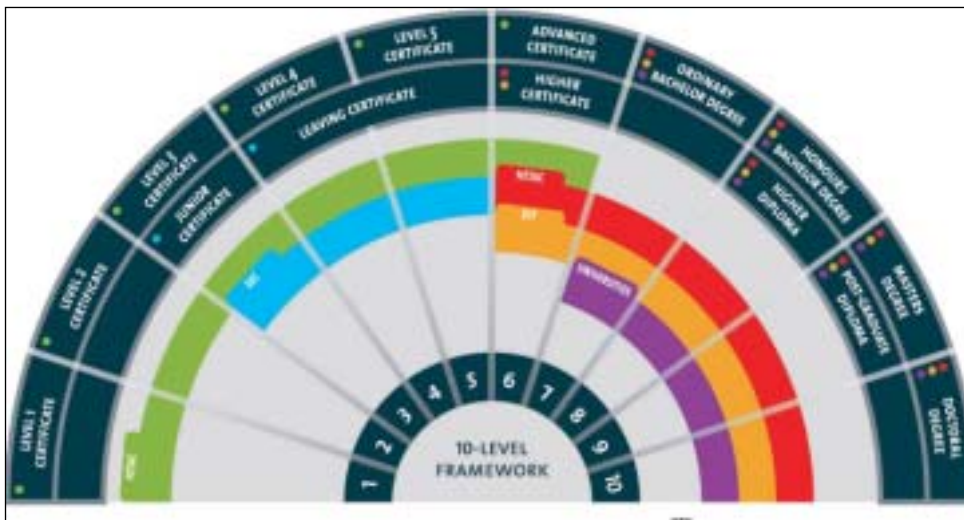 LEVEL 1
CERTIFICATE
LEVEL 2
CERTIFICATE
LEVEL 3
CERTIFICATE
JUNIOR
CERTIFICATE
LEVEL 4
CERTIFICATE
LEVEL 5
CERTIFICATE
LEAVING CERTIFICATE
ADVANCED
CERTIFICATE
HIGHER
CERTIFICATE
ORDINARY
BACHELOR DEGREE
HONOURS
BACHELOR DEGREE
HIGHER
DIPLOMA
MASTERS
DEGREE
POST-GRADUATE
DIPLOMA
DOCTORAL
DEGREE
HETAC
DIT
UNIVERSITIES
1
2
3
4
5
6
7
8
9
10
10-LEVEL
FRAMEWORK